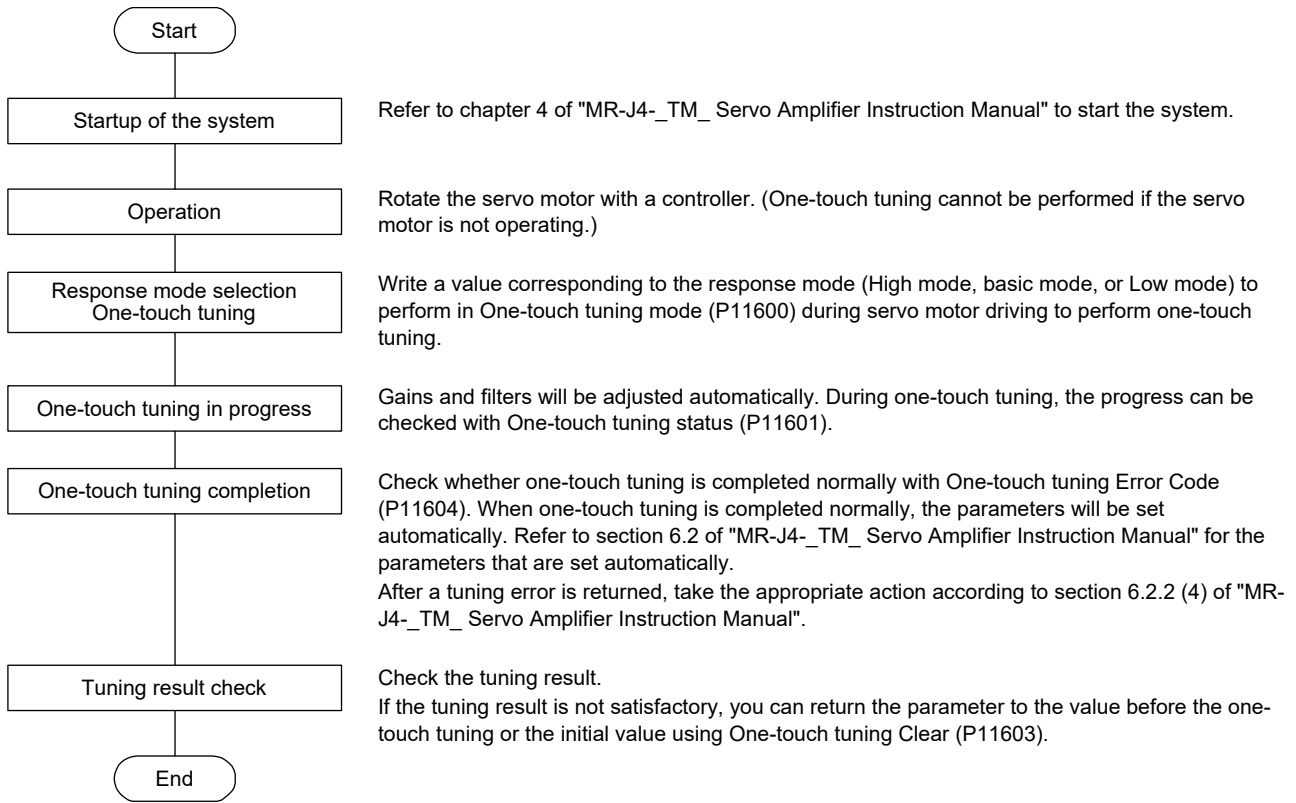 Start
Startup of the system
Refer to chapter 4 of "MR-J4-_TM_ Servo Amplifier Instruction Manual" to start the system.
Operation
Rotate the servo motor with a controller. (One-touch tuning cannot be performed if the servo
motor is not operating.)
Response mode selection
One-touch tuning
Write a value corresponding to the response mode (High mode, basic mode, or Low mode) to
perform in One-touch tuning mode (P11600) during servo motor driving to perform one-touch
tuning.
One-touch tuning in progress
Gains and filters will be adjusted automatically. During one-touch tuning, the progress can be
checked with One-touch tuning status (P11601).
One-touch tuning completion
Check whether one-touch tuning is completed normally with One-touch tuning Error Code
(P11604). When one-touch tuning is completed normally, the parameters will be set
automatically. Refer to section 6.2 of "MR-J4-_TM_ Servo Amplifier Instruction Manual" for the
parameters that are set automatically.
After a tuning error is returned, take the appropriate action according to section 6.2.2 (4) of "MR-
J4-_TM_ Servo Amplifier Instruction Manual".
Tuning result check
Check the tuning result.
If the tuning result is not satisfactory, you can return the parameter to the value before the one-
touch tuning or the initial value using One-touch tuning Clear (P11603).
End